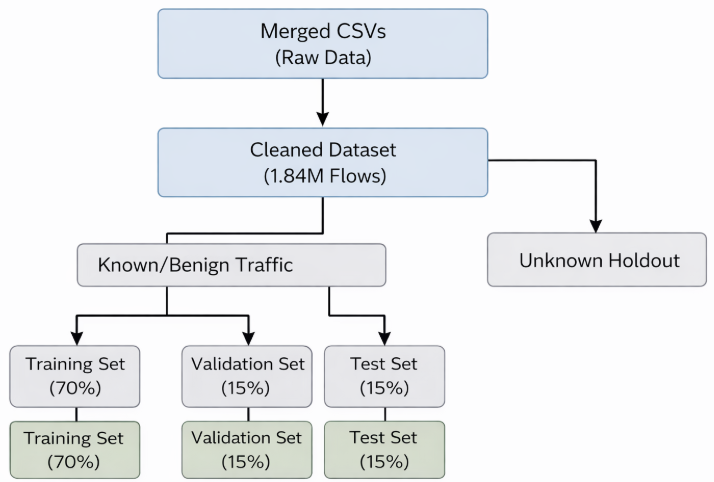 Merged CSVs
(Raw Data)
Cleaned Dataset
(1.84M Flows)
Known/Benign Traffic
Unknown Holdout
Training Set
(70%)
Validation Set
(15%)
Test Set
(15%)
Training Set
(70%)
Validation Set
(15%)
Test Set
(15%)